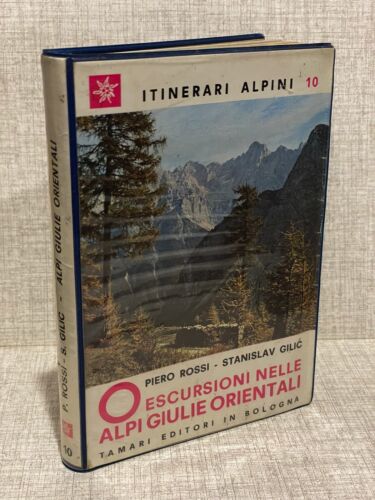 ITINERARI ALPINI 10
PIERO ROSSI - STANISLAV GILIĆ
ESCURSIONI NELLE
ALPI GIULIE ORIENTALI
TAMARI EDITORI IN BOLOGNA
10 P. ROSSI - S. GILIC - ALPI GIULIE ORIENTALI